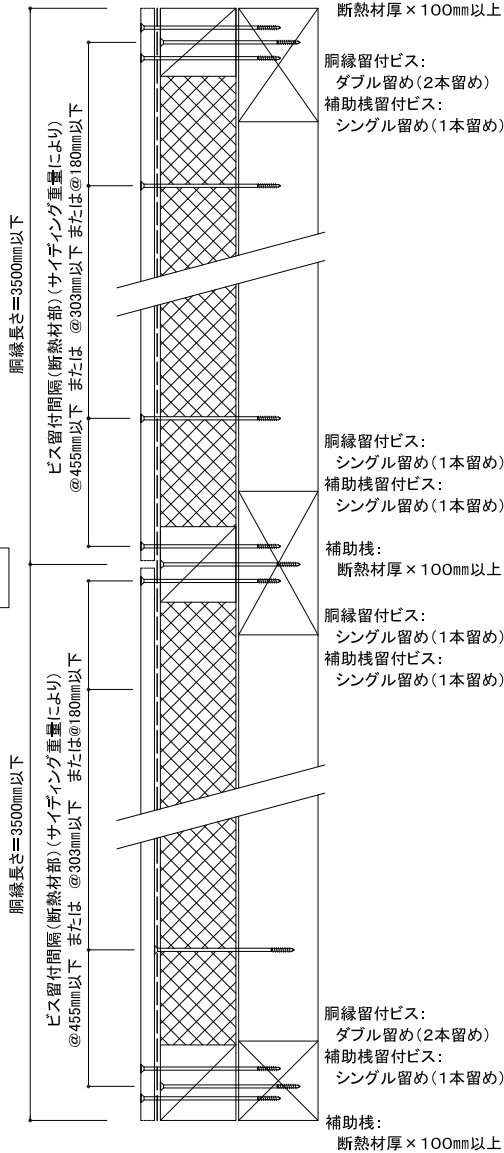 断熱材厚×100㎜以上
胴縁留付ビス：
ダブル留め（2本留め）
補助桟留付ビス：
シングル留め（1本留め）
胴縁長さ＝3500㎜以下
ビス留付間隔（断熱材部）（サイディング重量により）
@455㎜以下 または @303㎜以下 または@180㎜以下
胴縁留付ビス：
シングル留め（1本留め）
補助桟留付ビス：
シングル留め（1本留め）
補助桟：
断熱材厚×100㎜以上
胴縁留付ビス：
シングル留め（1本留め）
補助桟留付ビス：
シングル留め（1本留め）
胴縁長さ＝3500㎜以下
ビス留付間隔（断熱材部）（サイディング重量により）
@455㎜以下 または @303㎜以下 または@180㎜以下
胴縁留付ビス：
ダブル留め（2本留め）
補助桟留付ビス：
シングル留め（1本留め）
補助桟：
断熱材厚×100㎜以上